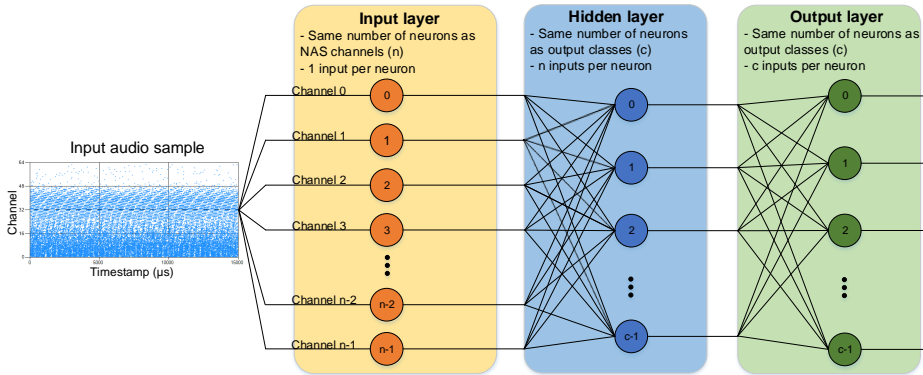 Input layer
- Same number of neurons as
NAS channels (n)
- 1 input per neuron
Hidden layer
- Same number of neurons
as output classes (c)
- n inputs per neuron
Output layer
- Same number of neurons as
output classes (c)
- c inputs per neuron
Input audio sample
Channel
64
48
32
16
0
0
5000
10000
15000
Timestamp (µs)
Channel 0
Channel 1
Channel 2
Channel 3
Channel n-2
Channel n-1
0
1
2
3
n-2
n-1
0
1
2
c-1
0
1
2
c-1